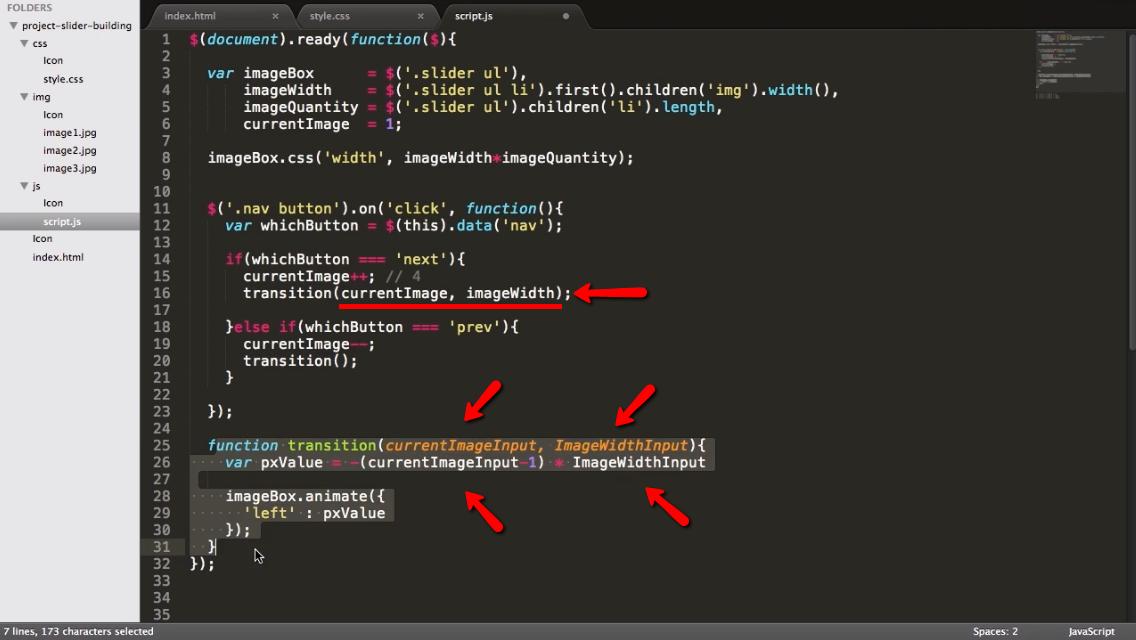 FOLDERS
project-slider-building
css
Icon
style.css
img
Icon
image1.jpg
image2.jpg
image3.jpg
js
Icon
script.js
Icon
index.html
index.html × style.css × script.js
1 $(document).ready(function($){
2
3 var imageBox = $('.slider ul'),
4 imageWidth = $('.slider ul li').first().children('img').width(),
5 imageQuantity = $('.slider ul').children('li').length,
6 currentImage = 1;
7
8 imageBox.css('width', imageWidth*imageQuantity);
9
10
11 $('.nav button').on('click', function(){
12 var whichButton = $(this).data('nav');
13
14 if(whichButton === 'next'){
15 currentImage++; // 4
16 transition(currentImage, imageWidth);
17
18 }else if(whichButton === 'prev'){
19 currentImage--;
20 transition();
21 }
22
23 });
24
25 function transition(currentImageInput, ImageWidthInput){
26 var pxValue = -(currentImageInput-1) * ImageWidthInput
27
28 imageBox.animate({
29 'left' : pxValue
30 });
31 }
32 });
33
34
35
7 lines, 173 characters selected Spaces: 2 JavaScript